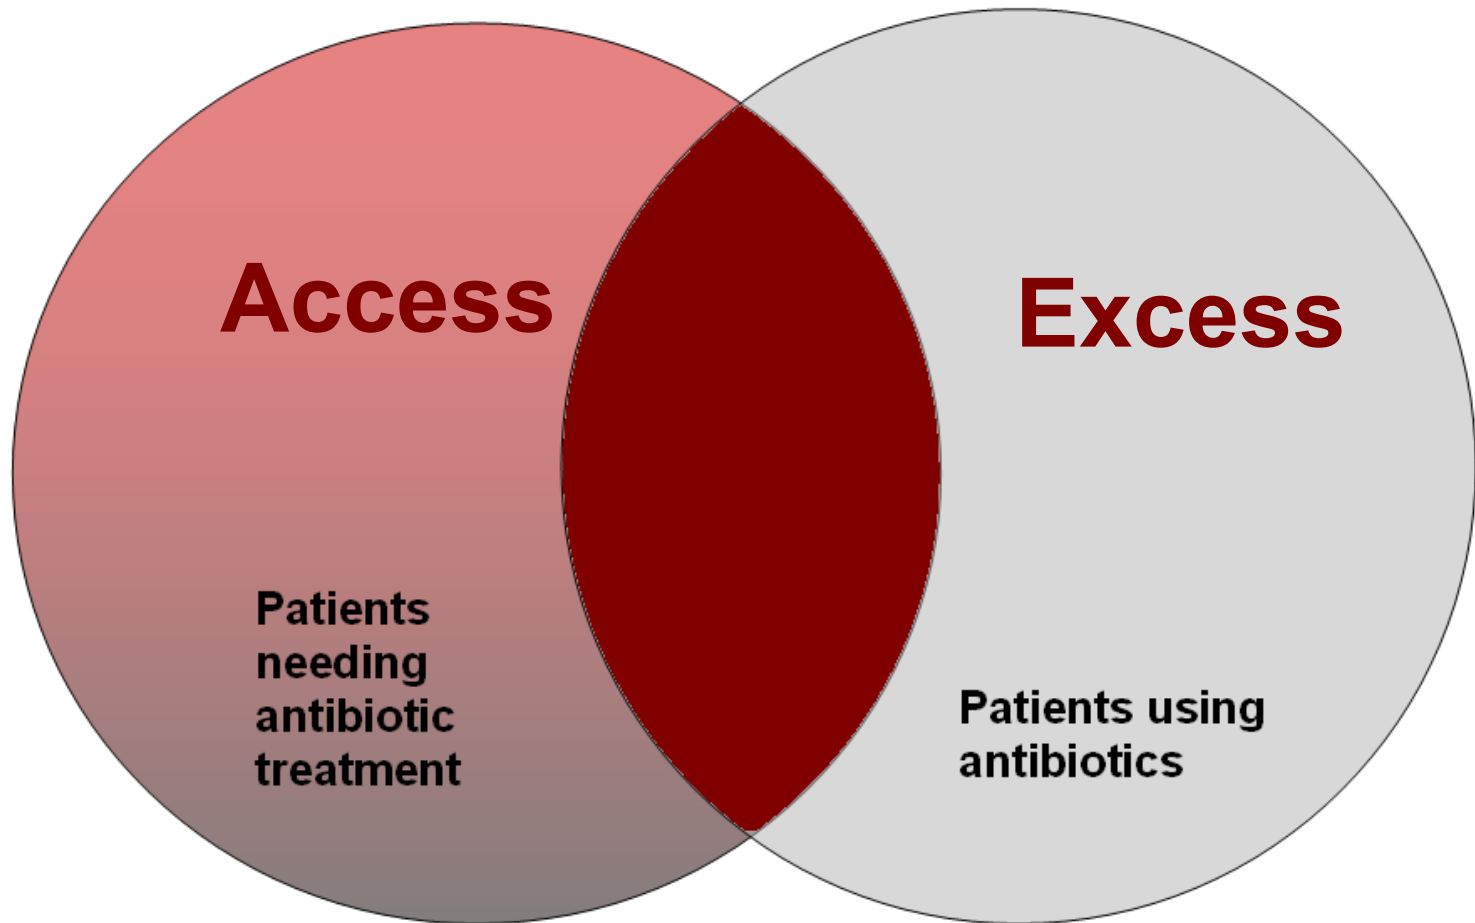 Access
Excess
Patients
needing
antibiotic
treatment
Patients using
antibiotics